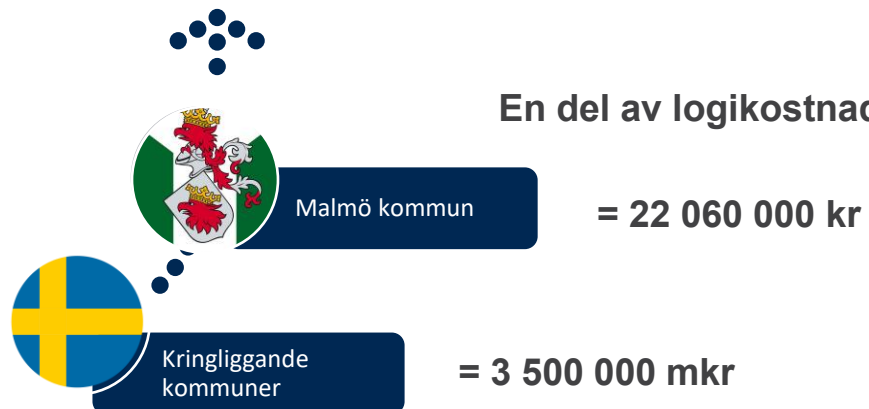 En del av logikostnad
Malmö kommun
= 22 060 000 kr
Kringliggande
kommuner
= 3 500 000 mkr